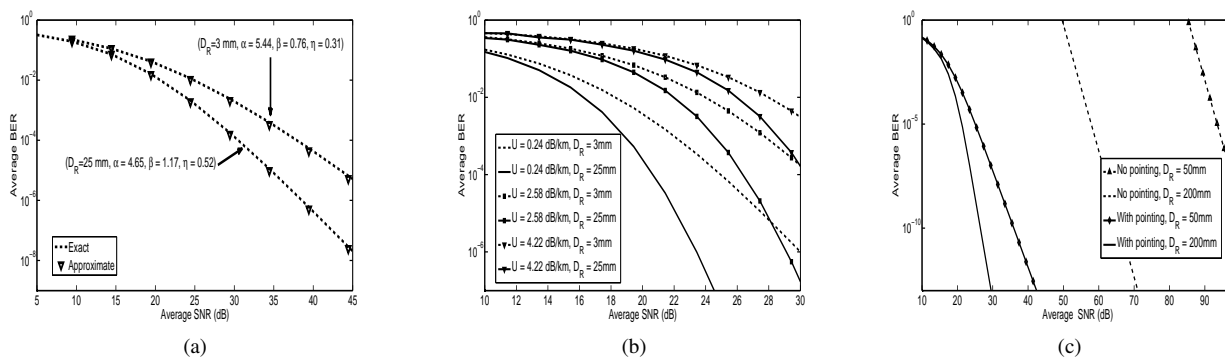 10^0
10^-2
10^-4
10^-6
10^-8
Average BER
(D_R=3 mm, α = 5.44, β = 0.76, η = 0.31)
(D_R=25 mm, α = 4.65, β = 1.17, η = 0.52)
Exact
Approximate
5 10 15 20 25 30 35 40 45
Average SNR (dB)
(a)
10^0
10^-2
10^-4
10^-6
Average BER
U = 0.24 dB/km, D_R = 3mm
U = 0.24 dB/km, D_R = 25mm
U = 2.58 dB/km, D_R = 3mm
U = 2.58 dB/km, D_R = 25mm
U = 4.22 dB/km, D_R = 3mm
U = 4.22 dB/km, D_R = 25mm
10 12 14 16 18 20 22 24 26 28 30
Average SNR (dB)
(b)
10^0
10^-5
10^-10
Average BER
No pointing, D_R = 50mm
No pointing, D_R = 200mm
With pointing, D_R = 50mm
With pointing, D_R = 200mm
10 20 30 40 50 60 70 80 90
Average SNR (dB)
(c)